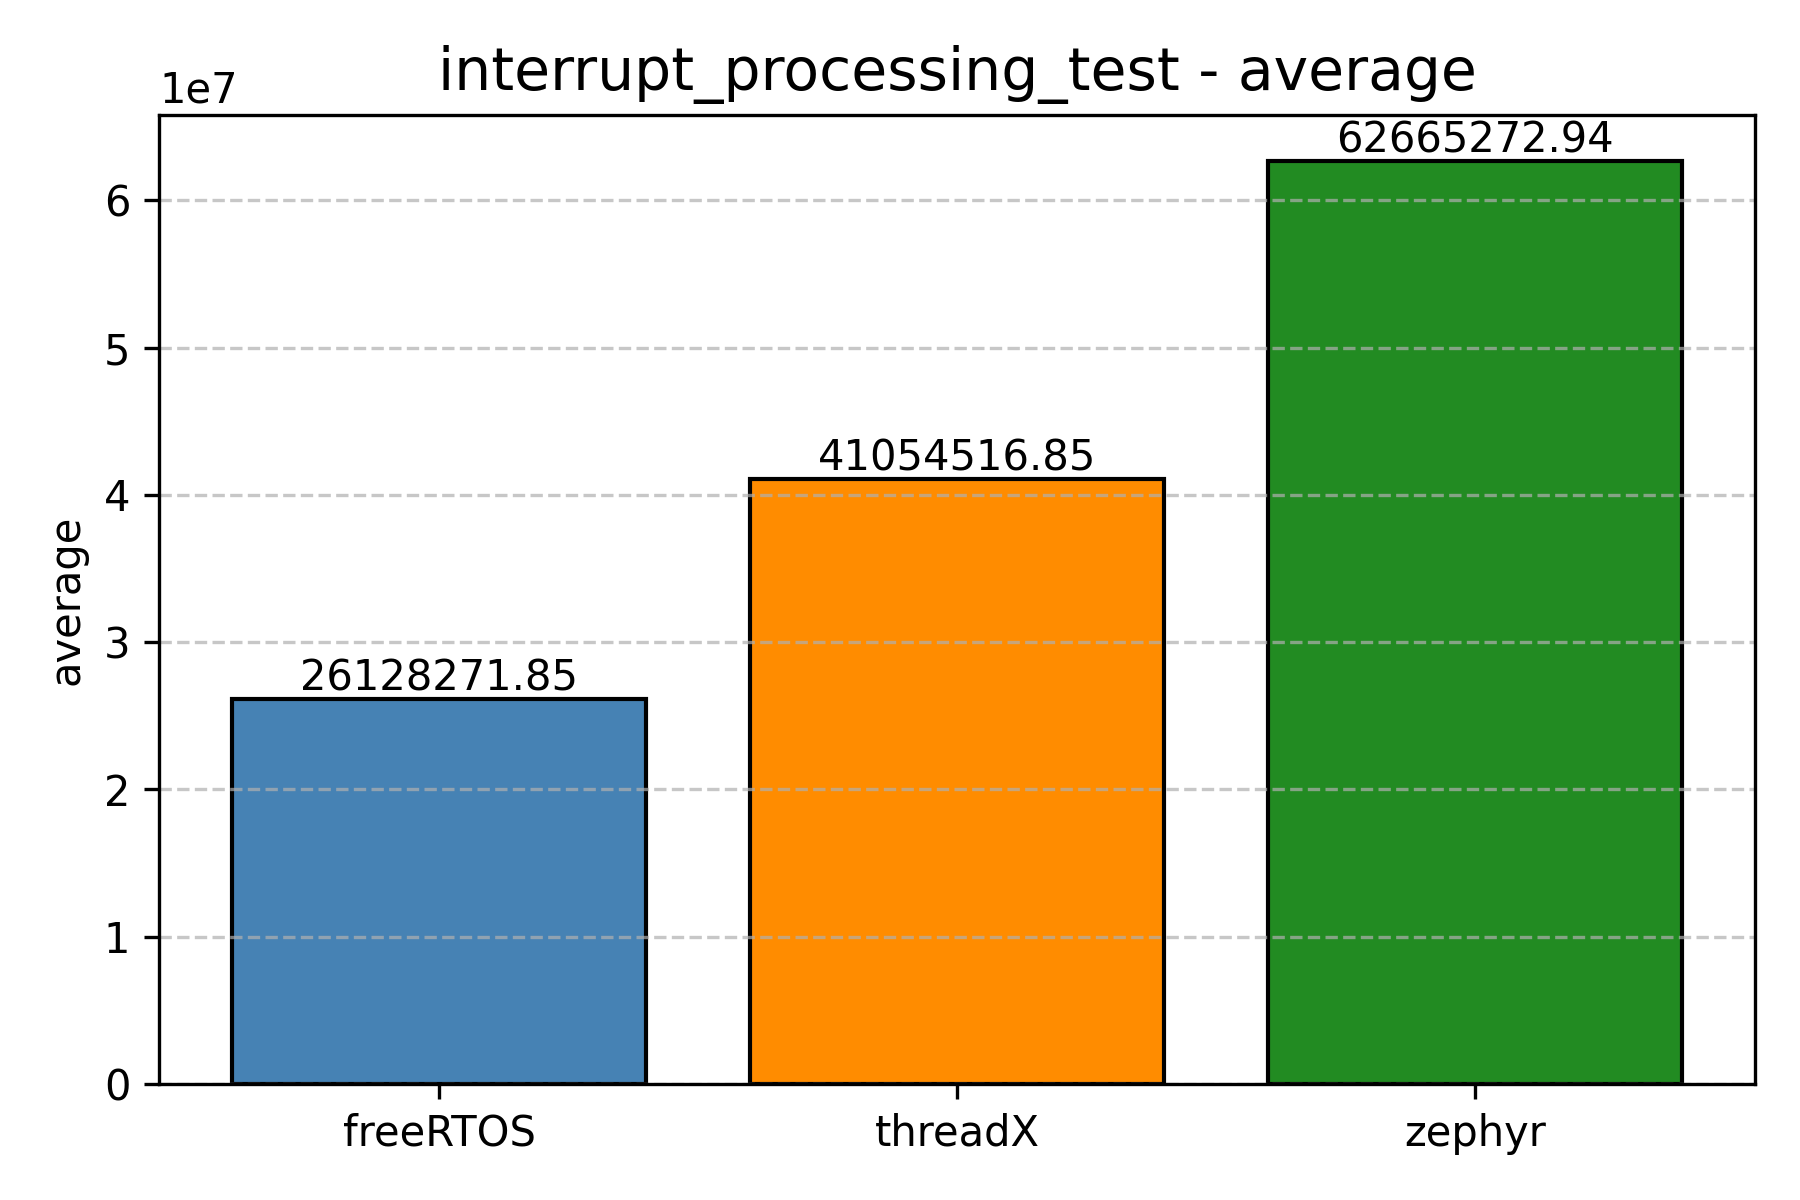 interrupt_processing_test - average
1e7
62665272.94
6
5
41054516.85
4
average
3
26128271.85
2
1
0
freeRTOS
threadX
zephyr